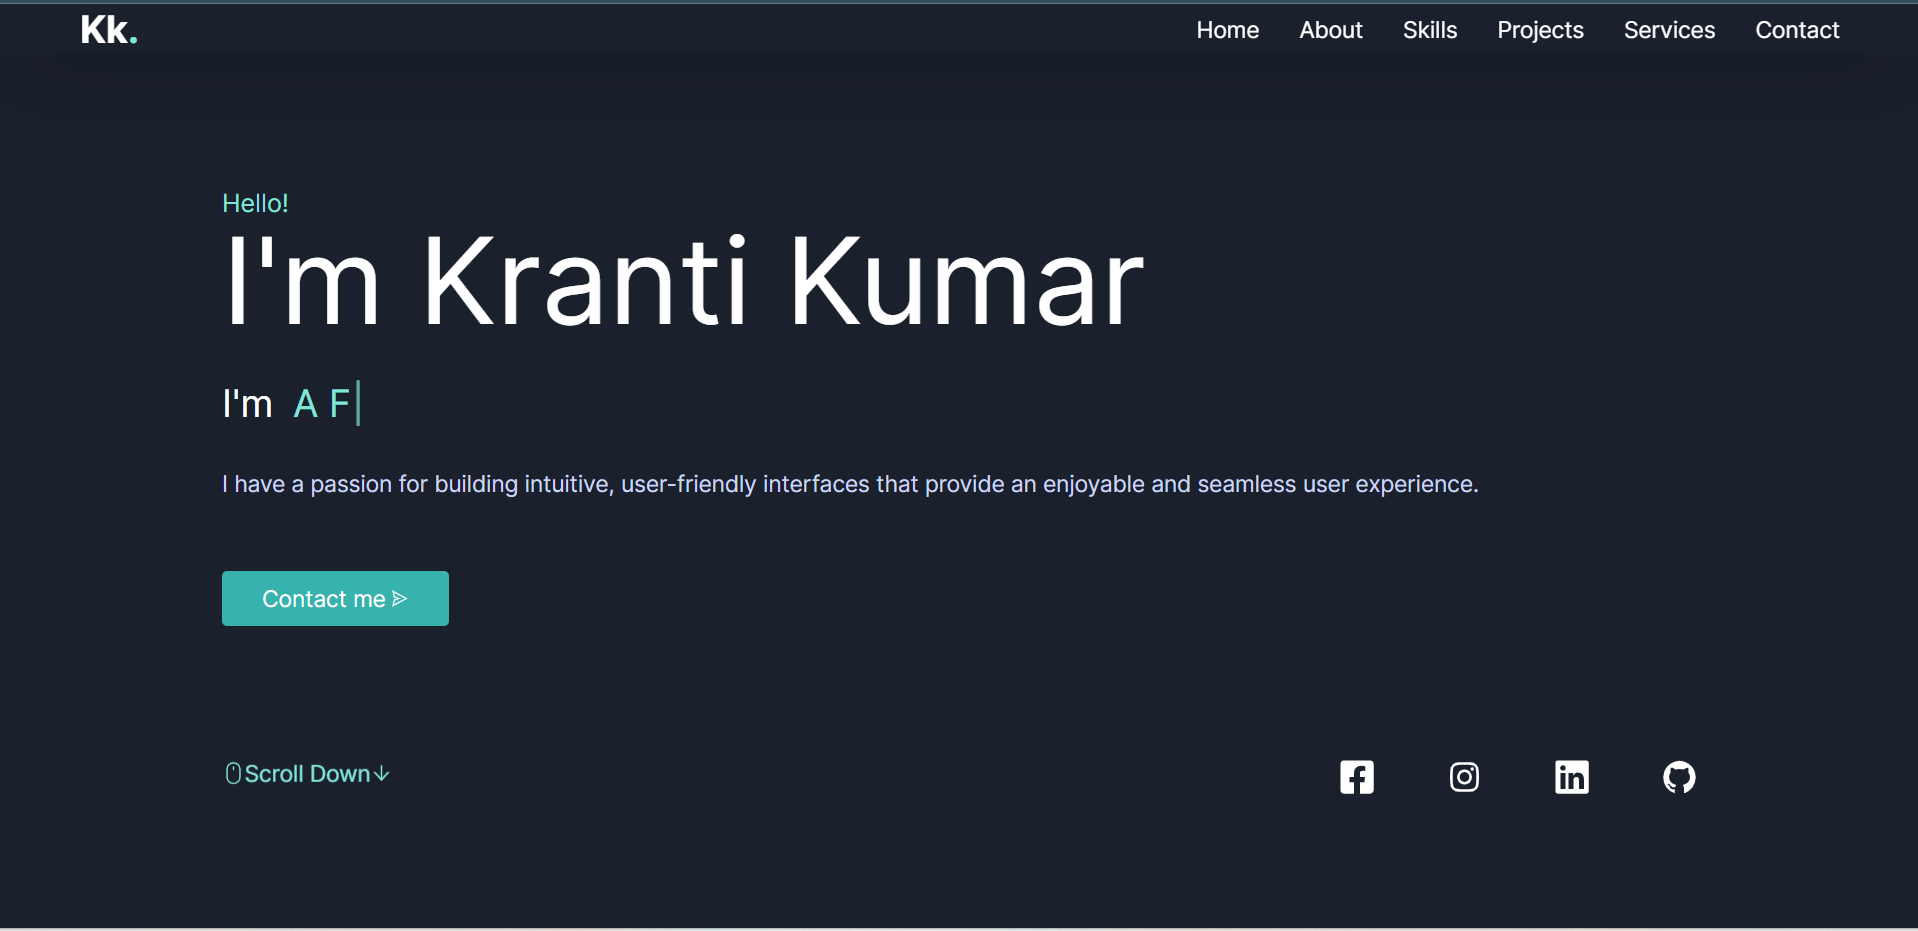 Kk.
Home About Skills Projects Services Contact
Hello!
I'm Kranti Kumar
I'm A F
I have a passion for building intuitive, user-friendly interfaces that provide an enjoyable and seamless user experience.
Contact me
Scroll Down